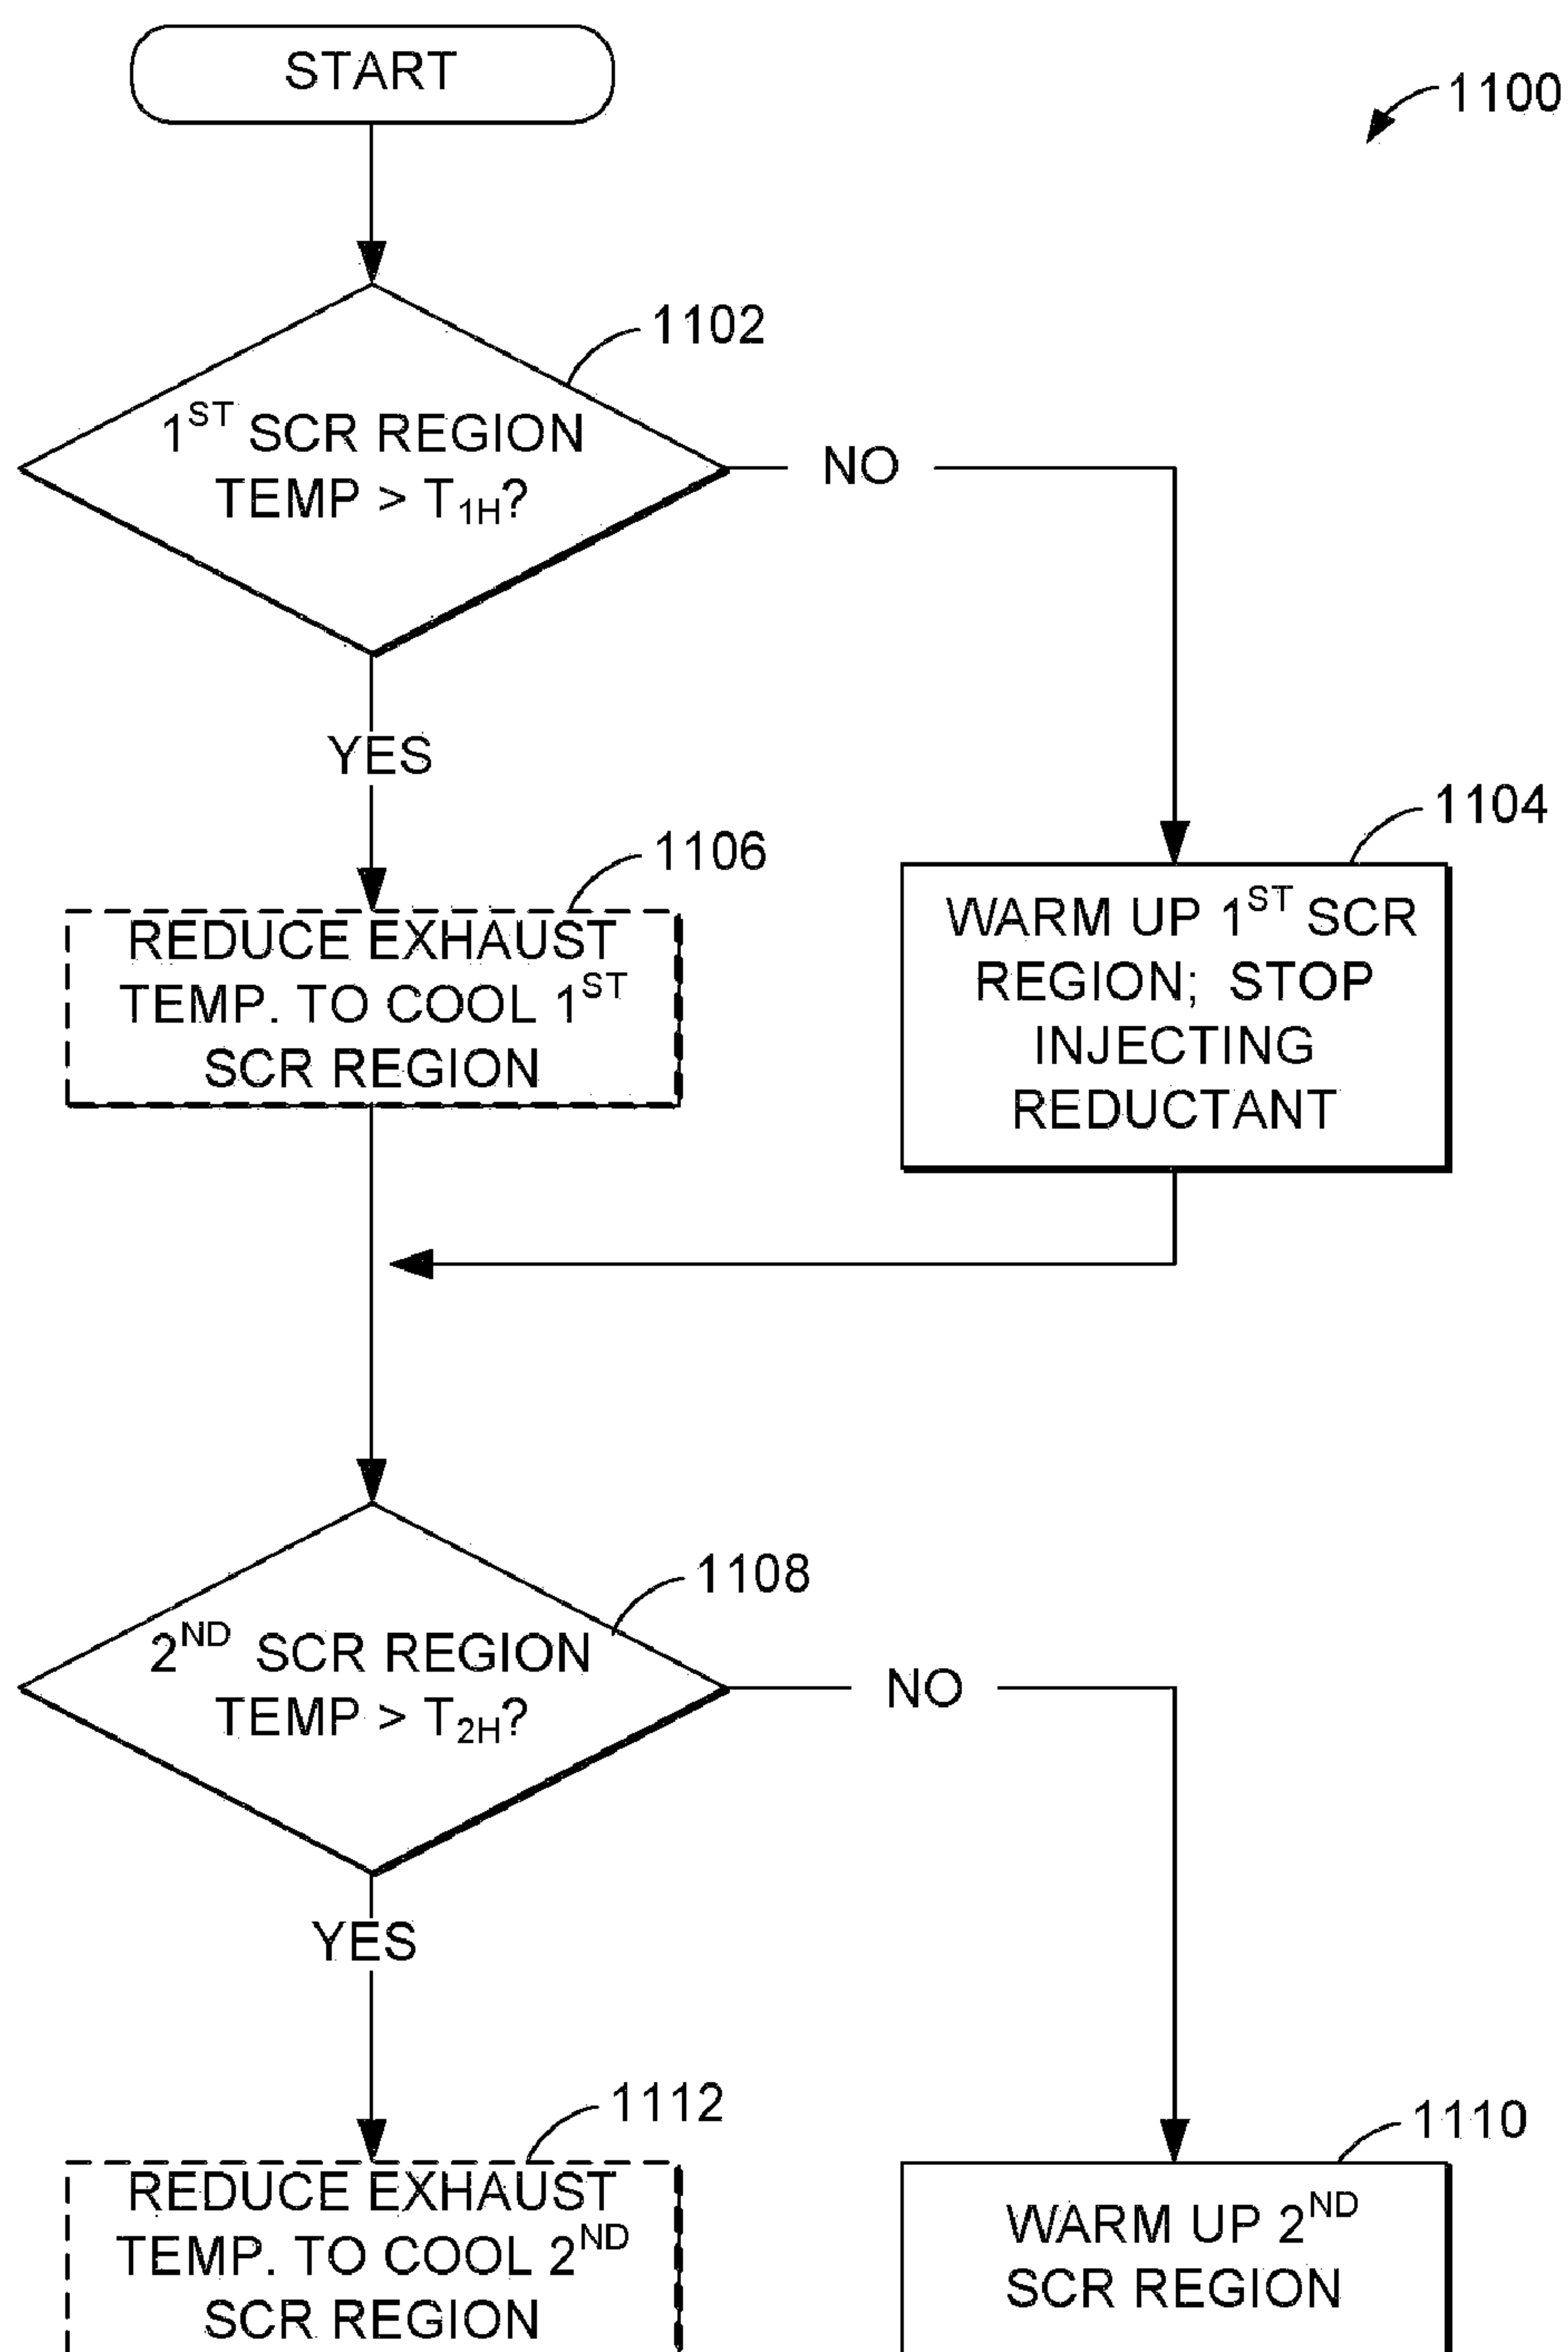 START
1100
1102
1ST SCR REGION
TEMP > T1H?
NO
YES
1104
1106
REDUCE EXHAUST
TEMP. TO COOL 1ST
SCR REGION
WARM UP 1ST SCR
REGION; STOP
INJECTING
REDUCTANT
1108
2ND SCR REGION
TEMP > T2H?
NO
YES
1112
1110
REDUCE EXHAUST
TEMP. TO COOL 2ND
SCR REGION
WARM UP 2ND
SCR REGION